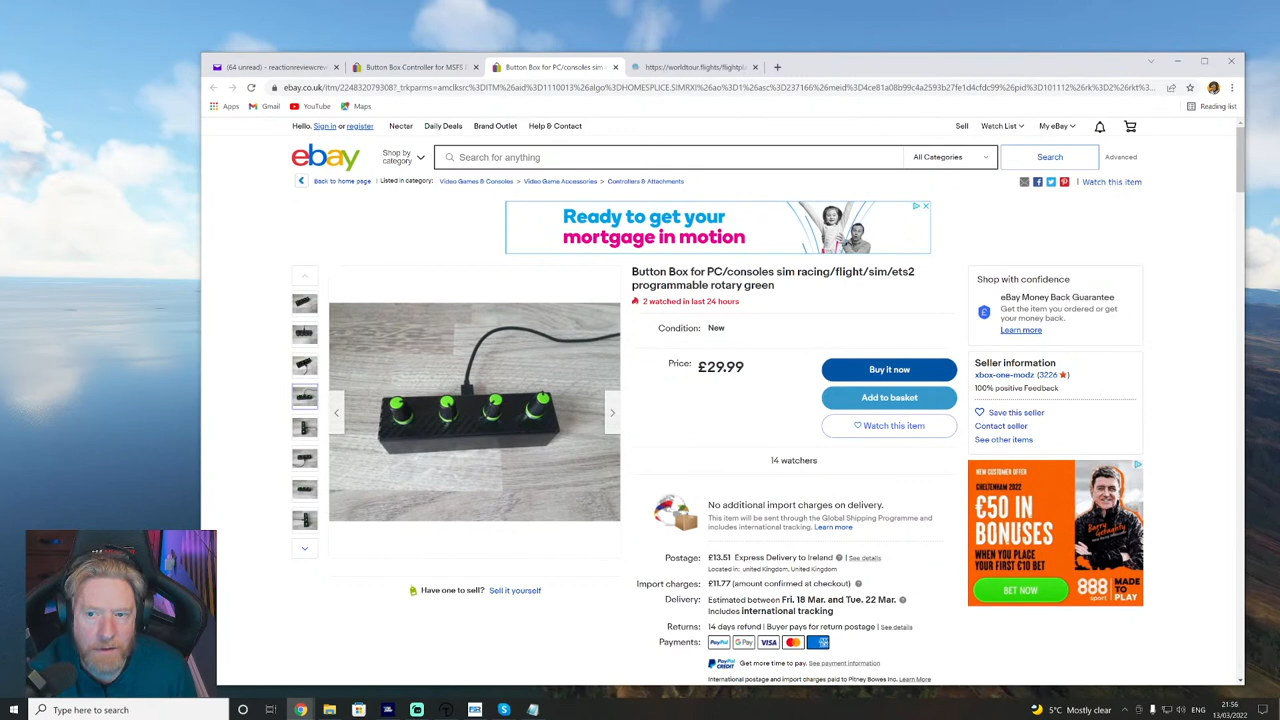 (64 unread) - reactionreviewcrew
Button Box Controller for MSFS
Button Box for PC/consoles sim
https://worldtour.flights/flightpl
Apps
Gmail
YouTube
Maps
Reading list
Hello. Sign in or register
Nectar
Daily Deals
Brand Outlet
Help & Contact
Sell
Watch List
My eBay
ebay
Shop by
category
Search for anything
All Categories
Search
Advanced
Back to home page
Listed in category:
Video Games & Consoles > Video Game Accessories > Controllers & Attachments
Watch this item
Ready to get your
mortgage in motion
Button Box for PC/consoles sim racing/flight/sim/ets2
programmable rotary green
2 watched in last 24 hours
Condition: New
Price: £29.99
Buy it now
Add to basket
Watch this item
14 watchers
No additional import charges on delivery.
This item will be sent through the Global Shipping Programme and
includes international tracking. Learn more
Postage: £13.51 Express Delivery to Ireland | See details
Located in: united Kingdom, United Kingdom
Import charges: £11.77 (amount confirmed at checkout)
Delivery: Estimated between Fri. 18 Mar. and Tue. 22 Mar.
Includes international tracking
Returns: 14 days refund | Buyer pays for return postage | See details
Payments: PayPal G Pay VISA
PayPal CREDIT Get more time to pay. See payment information
International postage and import charges paid to Pitney Bowes Inc. Learn More
Have one to sell? Sell it yourself
Shop with confidence
eBay Money Back Guarantee
Get the item you ordered or get
your money back.
Learn more
Seller information
xbox-one-modz (3226)
100% positive Feedback
Save this seller
Contact seller
See other items
NEW CUSTOMER OFFER
CHELTENHAM 2022
€50 IN
BONUSES
WHEN YOU PLACE
YOUR FIRST €10 BET
Barry Geraghty
BET NOW
888 sport
MADE TO PLAY
Type here to search
5°C Mostly clear
ENG
21:56
13/03/2022